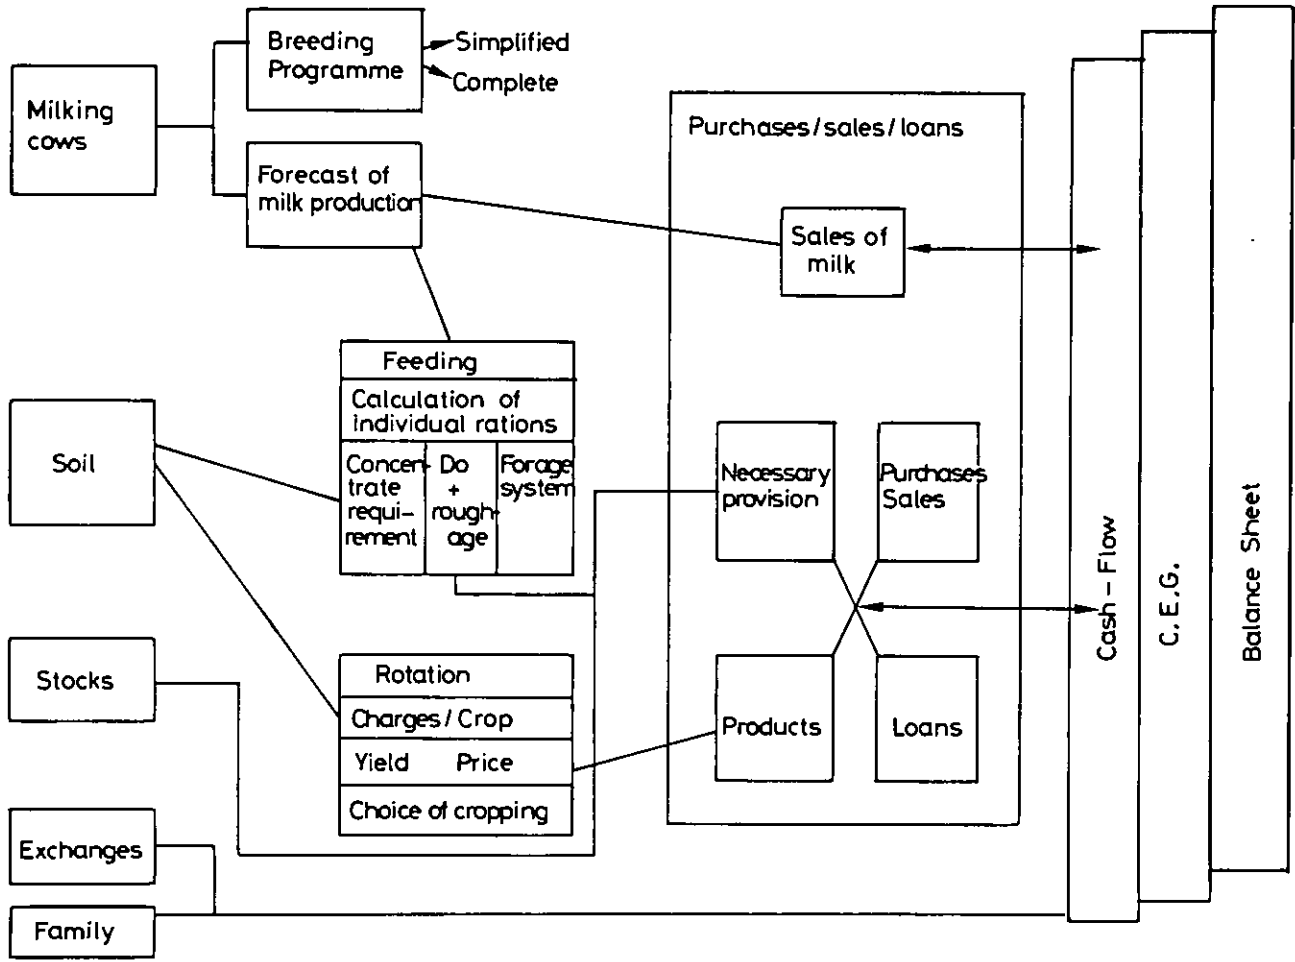 Milking
cows
Breeding
Programme
Simplified
Complete
Forecast of
milk production
Purchases/sales/loans
Sales of
milk
Feeding
Calculation of
individual rations
Concen-
trate
requi-
rement
Do
+
rough-
age
Forage
system
Soil
Necessary
provision
Purchases
Sales
Stocks
Rotation
Charges/Crop
Yield Price
Choice of cropping
Products
Loans
Exchanges
Family
Cash-Flow
C.E.G.
Balance Sheet